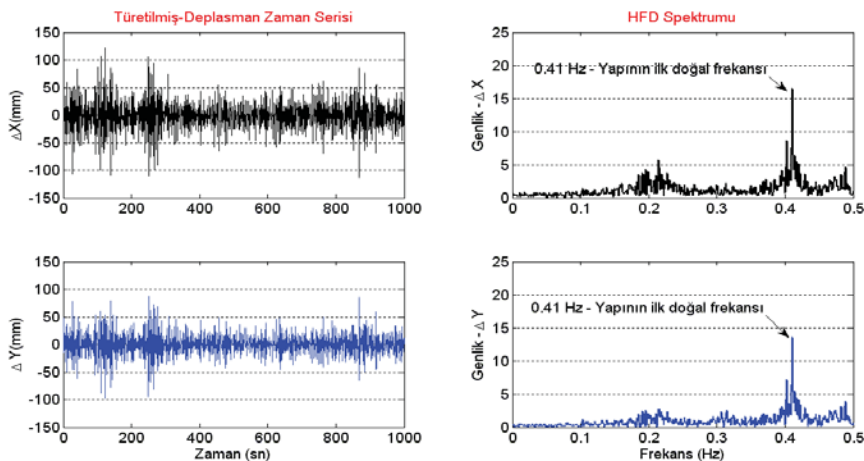 Türetilmiş-Deplasman Zaman Serisi
150
100
50
0
-50
-100
-150
ΔX(mm)
0 200 400 600 800 1000
HFD Spektrumu
25
20
15
10
5
0
Genlik - Δ X
0.41 Hz - Yapının ilk doğal frekansı
0 0.1 0.2 0.3 0.4 0.5
150
100
50
0
-50
-100
-150
Δ Y(mm)
0 200 400 600 800 1000
Zaman (sn)
25
20
15
10
5
0
Genlik - Δ Y
0.41 Hz - Yapının ilk doğal frekansı
0 0.1 0.2 0.3 0.4 0.5
Frekans (Hz)